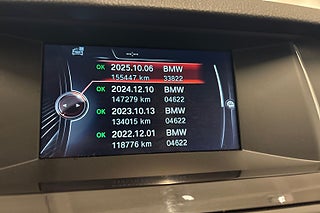 OK 2025.10.06 BMW
155447 km 33822
OK 2024.12.10 BMW
147279 km 04622
OK 2023.10.13 BMW
134015 km 04622
OK 2022.12.01 BMW
118776 km 04622